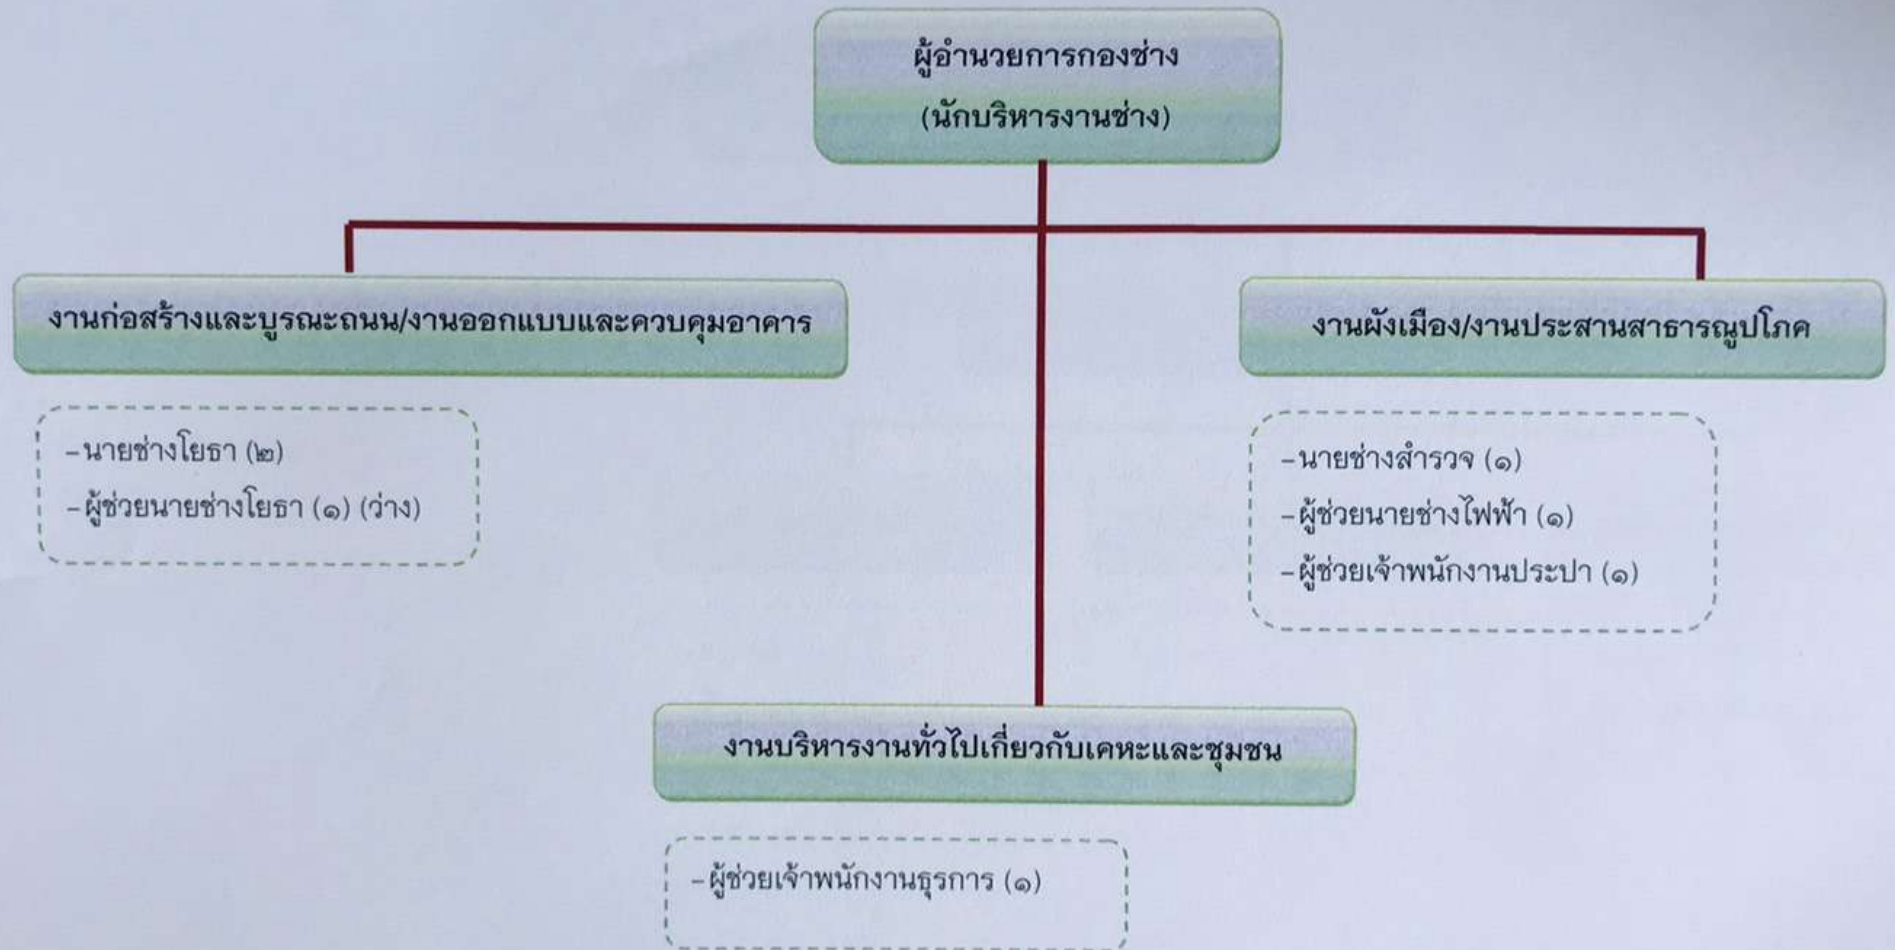 ผู้อำนวยการกองช่าง
(นักบริหารงานช่าง)
งานก่อสร้างและบูรณะถนน/งานออกแบบและควบคุมอาคาร
-นายช่างโยธา (๒)
-ผู้ช่วยนายช่างโยธา (๑) (ว่าง)
งานผังเมือง/งานประสานสาธารณูปโภค
-นายช่างสำรวจ (๑)
-ผู้ช่วยนายช่างไฟฟ้า (๑)
-ผู้ช่วยเจ้าพนักงานประปา (๑)
งานบริหารงานทั่วไปเกี่ยวกับเคหะและชุมชน
-ผู้ช่วยเจ้าพนักงานธุรการ (๑)